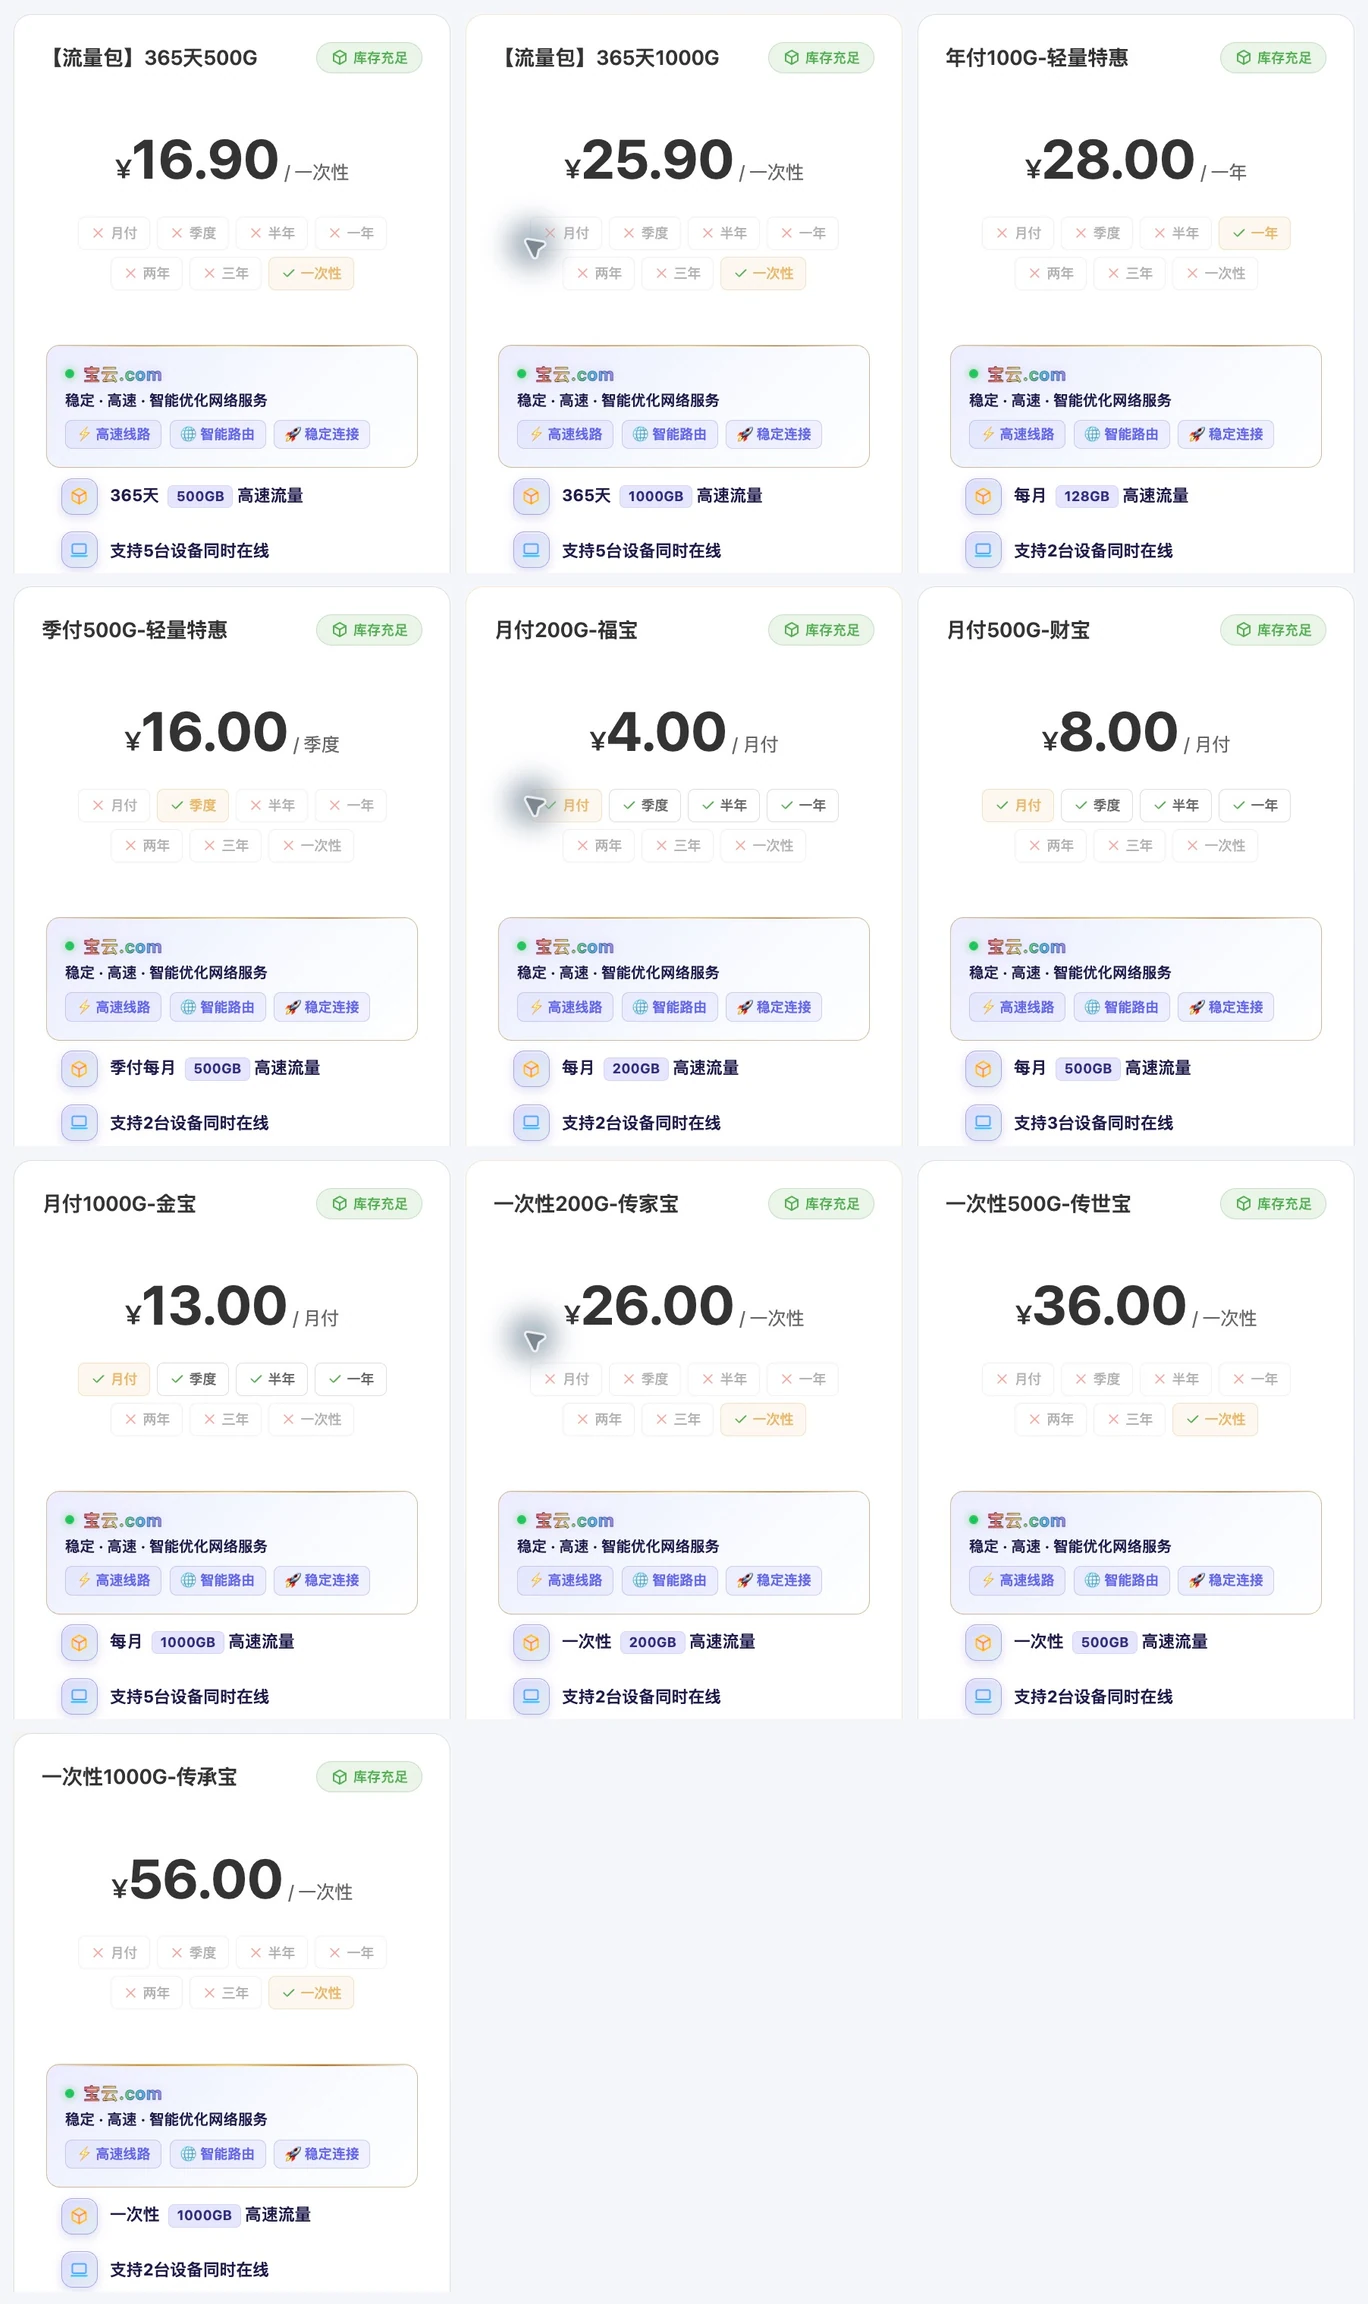 【流量包】365天500G
库存充足
¥16.90 / 一次性
月付 季度 半年 一年
两年 三年 一次性
宝云.com
稳定 · 高速 · 智能优化网络服务
高速线路 智能路由 稳定连接
365天 500GB 高速流量
支持5台设备同时在线
【流量包】365天1000G
库存充足
¥25.90 / 一次性
月付 季度 半年 一年
两年 三年 一次性
宝云.com
稳定 · 高速 · 智能优化网络服务
高速线路 智能路由 稳定连接
365天 1000GB 高速流量
支持5台设备同时在线
年付100G-轻量特惠
库存充足
¥28.00 / 一年
月付 季度 半年 一年
两年 三年 一次性
宝云.com
稳定 · 高速 · 智能优化网络服务
高速线路 智能路由 稳定连接
每月 128GB 高速流量
支持2台设备同时在线
季付500G-轻量特惠
库存充足
¥16.00 / 季度
月付 季度 半年 一年
两年 三年 一次性
宝云.com
稳定 · 高速 · 智能优化网络服务
高速线路 智能路由 稳定连接
季付每月 500GB 高速流量
支持2台设备同时在线
月付200G-福宝
库存充足
¥4.00 / 月付
月付 季度 半年 一年
两年 三年 一次性
宝云.com
稳定 · 高速 · 智能优化网络服务
高速线路 智能路由 稳定连接
每月 200GB 高速流量
支持2台设备同时在线
月付500G-财宝
库存充足
¥8.00 / 月付
月付 季度 半年 一年
两年 三年 一次性
宝云.com
稳定 · 高速 · 智能优化网络服务
高速线路 智能路由 稳定连接
每月 500GB 高速流量
支持3台设备同时在线
月付1000G-金宝
库存充足
¥13.00 / 月付
月付 季度 半年 一年
两年 三年 一次性
宝云.com
稳定 · 高速 · 智能优化网络服务
高速线路 智能路由 稳定连接
每月 1000GB 高速流量
支持5台设备同时在线
一次性200G-传家宝
库存充足
¥26.00 / 一次性
月付 季度 半年 一年
两年 三年 一次性
宝云.com
稳定 · 高速 · 智能优化网络服务
高速线路 智能路由 稳定连接
一次性 200GB 高速流量
支持2台设备同时在线
一次性500G-传世宝
库存充足
¥36.00 / 一次性
月付 季度 半年 一年
两年 三年 一次性
宝云.com
稳定 · 高速 · 智能优化网络服务
高速线路 智能路由 稳定连接
一次性 500GB 高速流量
支持2台设备同时在线
一次性1000G-传承宝
库存充足
¥56.00 / 一次性
月付 季度 半年 一年
两年 三年 一次性
宝云.com
稳定 · 高速 · 智能优化网络服务
高速线路 智能路由 稳定连接
一次性 1000GB 高速流量
支持2台设备同时在线